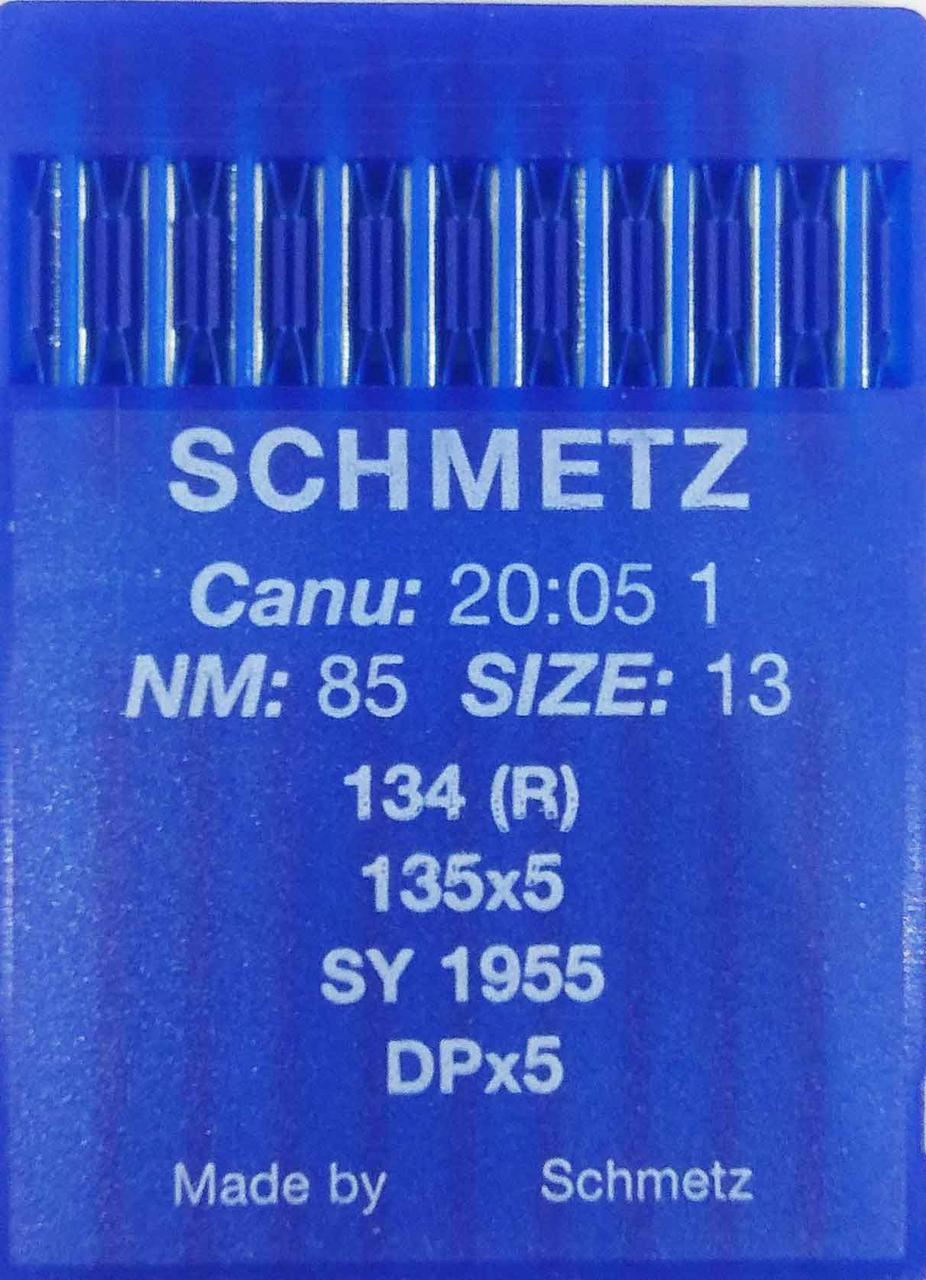 SCHMETZ
Canu: 20:05 1
NM: 85 SIZE: 13
134 (R)
135x5
SY 1955
DPx5
Made by Schmetz